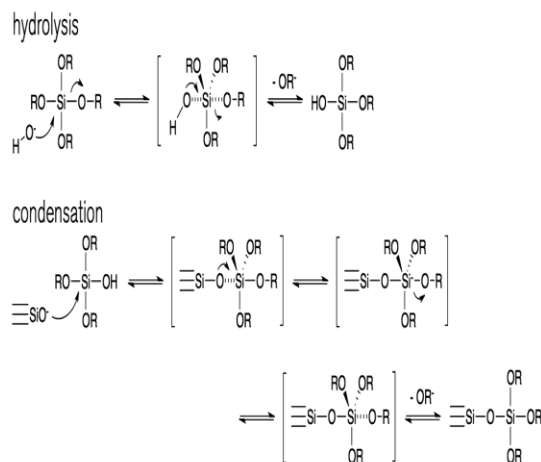 hydrolysis
OR RO OR - OR⁻ OR
RO–Si–O–R O Si O–R HO–Si–OR
H O⁻ OR H OR OR
condensation
OR RO OR RO OR
RO–Si–OH Si–O Si–O–R Si–O–Si⁻–O–R
SiO⁻ OR OR OR
RO OR - OR⁻ OR
Si–O–Si O–R Si–O–Si–OR
OR OR